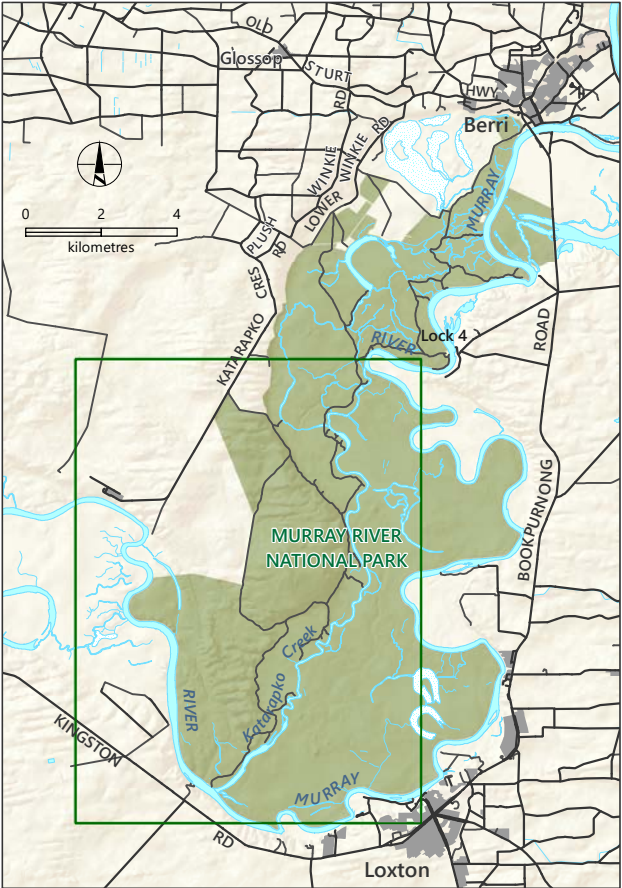 OLD
Glossop
STURT
HWY
RD
Berri
WINKIE
WINKIE RD
LOWER
MURRAY
0 2 4
kilometres
PLUSH
RD
CRES
KATARAPKO
RIVER
Lock 4
ROAD
BOOKPURNONG
MURRAY RIVER
NATIONAL PARK
Creek
Katarapko
RIVER
KINGSTON
RD
MURRAY
Loxton